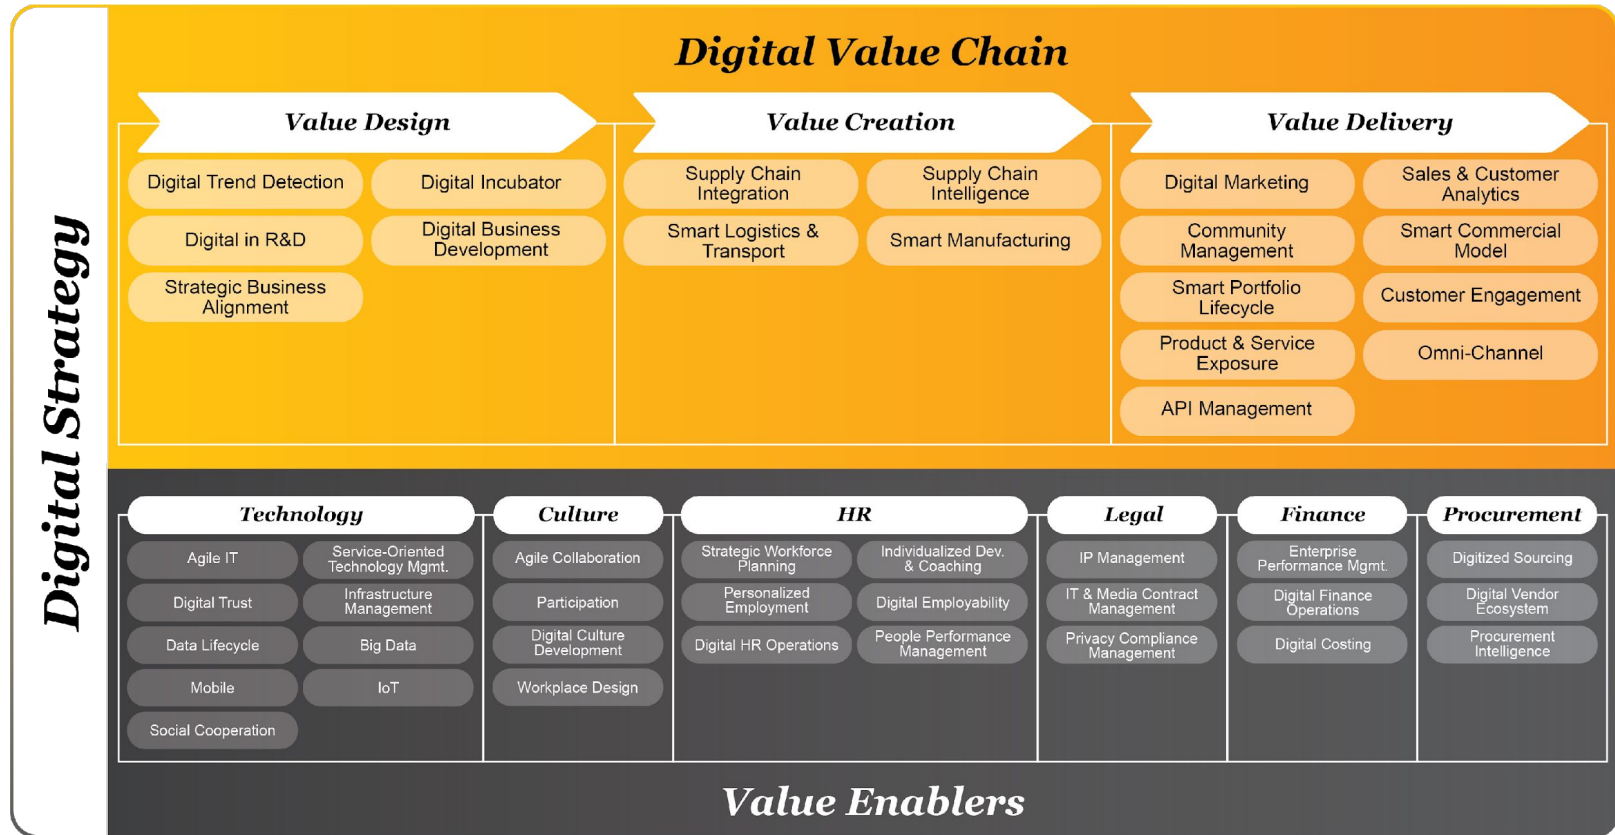 Digital Strategy
Digital Value Chain
Value Design
Digital Trend Detection
Digital Incubator
Digital in R&D
Digital Business
Development
Strategic Business
Alignment
Value Creation
Supply Chain
Integration
Supply Chain
Intelligence
Smart Logistics &
Transport
Smart Manufacturing
Value Delivery
Digital Marketing
Sales & Customer
Analytics
Community
Management
Smart Commercial
Model
Smart Portfolio
Lifecycle
Customer Engagement
Product & Service
Exposure
Omni-Channel
API Management
Technology
Agile IT
Service-Oriented
Technology Mgmt.
Digital Trust
Infrastructure
Management
Data Lifecycle
Big Data
Mobile
IoT
Social Cooperation
Culture
Agile Collaboration
Participation
Digital Culture
Development
Workplace Design
HR
Strategic Workforce
Planning
Individualized Dev.
& Coaching
Personalized
Employment
Digital Employability
Digital HR Operations
People Performance
Management
Legal
IP Management
IT & Media Contract
Management
Privacy Compliance
Management
Finance
Enterprise
Performance Mgmt.
Digital Finance
Operations
Digital Costing
Procurement
Digitized Sourcing
Digital Vendor
Ecosystem
Procurement
Intelligence
Value Enablers